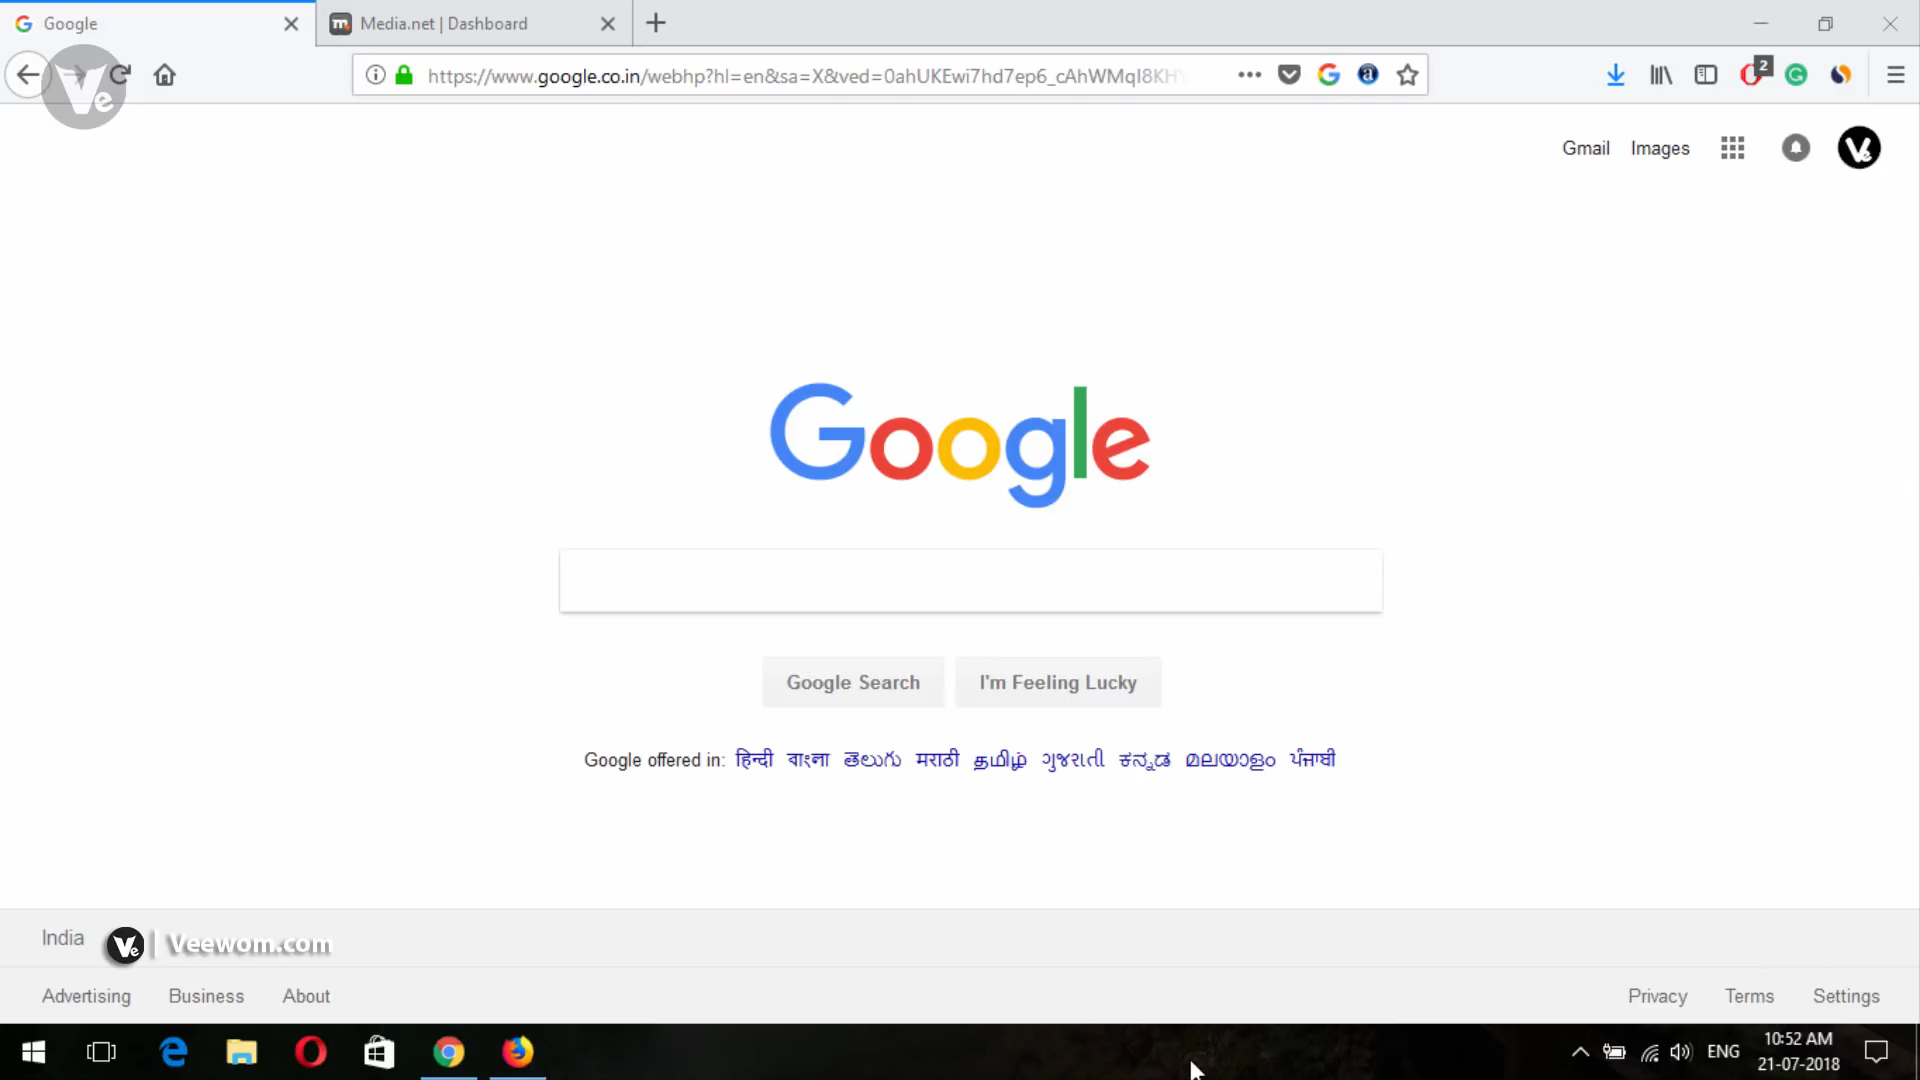 Google
Media.net | Dashboard
https://www.google.co.in/webhp?hl=en&sa=X&ved=0ahUKEwi7hd7ep6_cAhWMqI8KH
2
Gmail Images
Google
Google Search I'm Feeling Lucky
Google offered in: हिन्दी বাংলা తెలుగు मराठी தமிழ் ગુજરાતી ಕನ್ನಡ മലയാളം ਪੰਜਾਬੀ
India Ve | Veewom.com
Advertising Business About Privacy Terms Settings
ENG 10:52 AM
21-07-2018